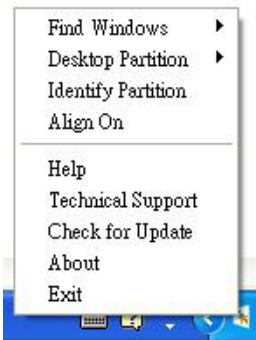 Find Windows
Desktop Partition
Identify Partition
Align On
Help
Technical Support
Check for Update
About
Exit